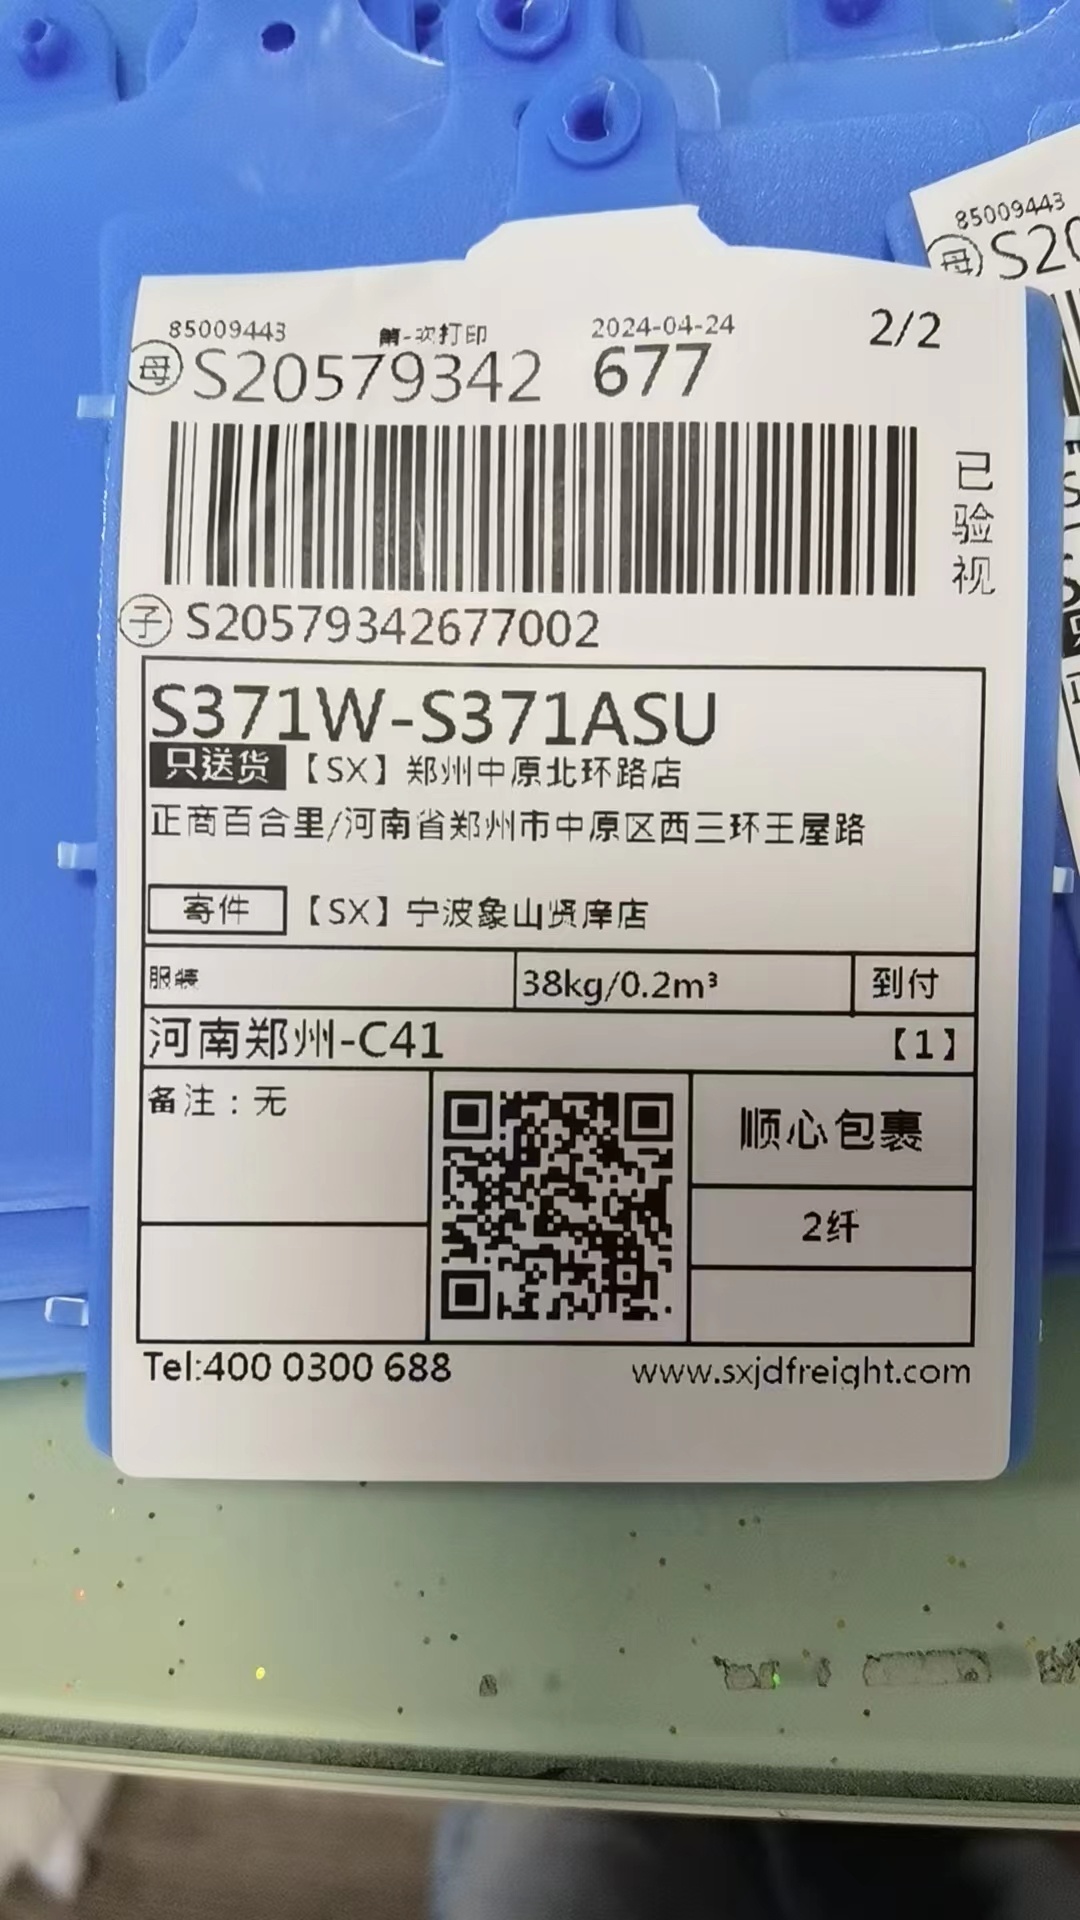 85009443 第一次打印 2024-04-24 2/2
母 S20579342 677
已验视
子 S20579342677002
S371W-S371ASU
只送货 【SX】郑州中原北环路店
正商百合里/河南省郑州市中原区西三环王屋路
寄件 【SX】宁波象山贤庠店
服装 38kg/0.2m³ 到付
河南郑州-C41 【1】
备注：无
顺心包裹
2纤
Tel:400 0300 688 www.sxjdfreight.com
85009443
母 S20